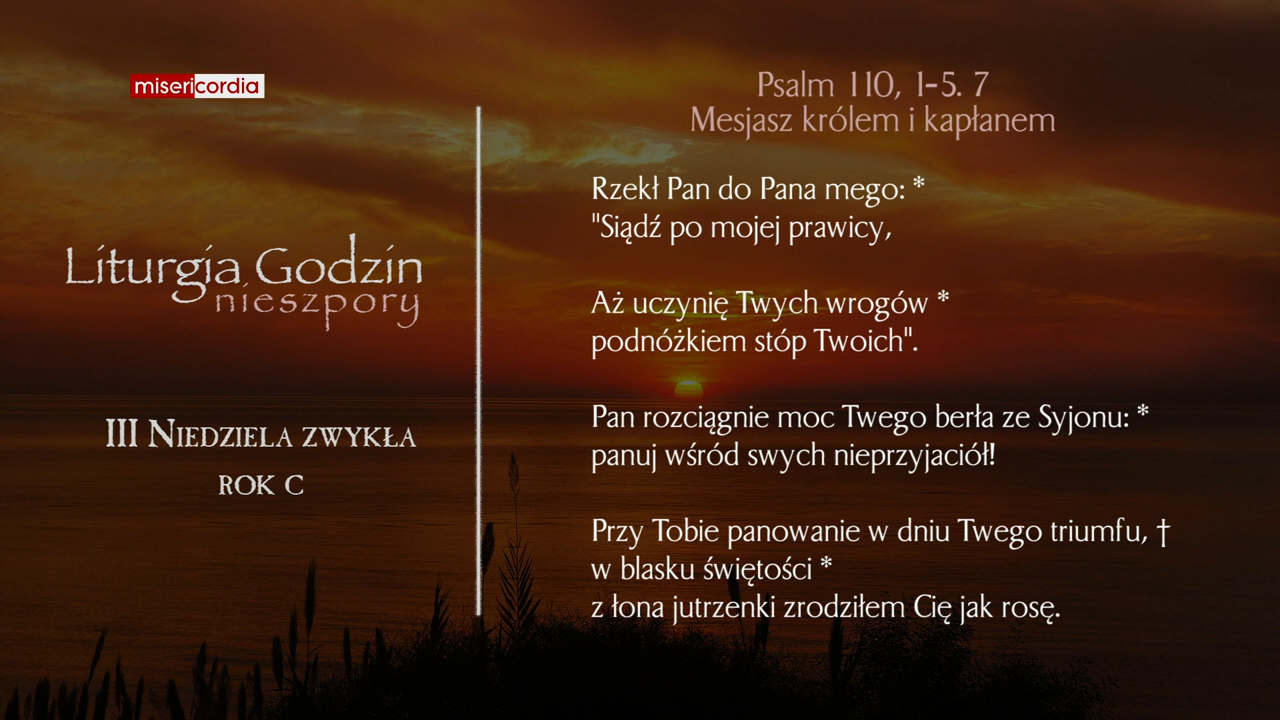 misericordia
Liturgia Godzin
nieszpory
III Niedziela zwykła
rok C
Psalm 110, 1-5. 7
Mesjasz królem i kapłanem
Rzekł Pan do Pana mego: *
"Siądź po mojej prawicy,
Aż uczynię Twych wrogów *
podnóżkiem stóp Twoich".
Pan rozciągnie moc Twego berła ze Syjonu: *
panuj wśród swych nieprzyjaciół!
Przy Tobie panowanie w dniu Twego triumfu, †
w blasku świętości *
z łona jutrzenki zrodziłem Cię jak rosę.